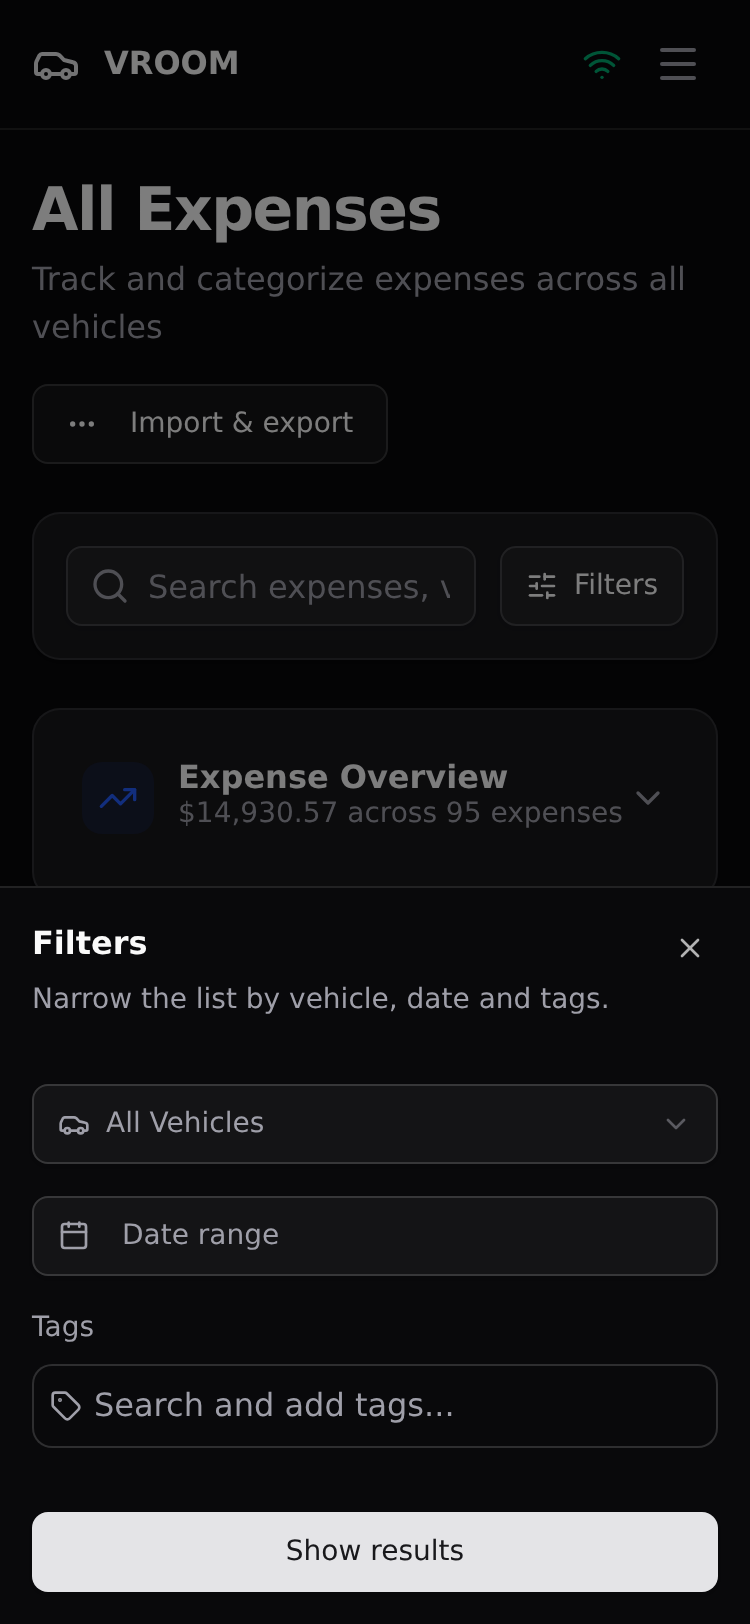 VROOM
All Expenses
Track and categorize expenses across all
vehicles
Import & export
Search expenses, v
Filters
Expense Overview
$14,930.57 across 95 expenses
Filters
Narrow the list by vehicle, date and tags.
All Vehicles
Date range
Tags
Search and add tags...
Show results